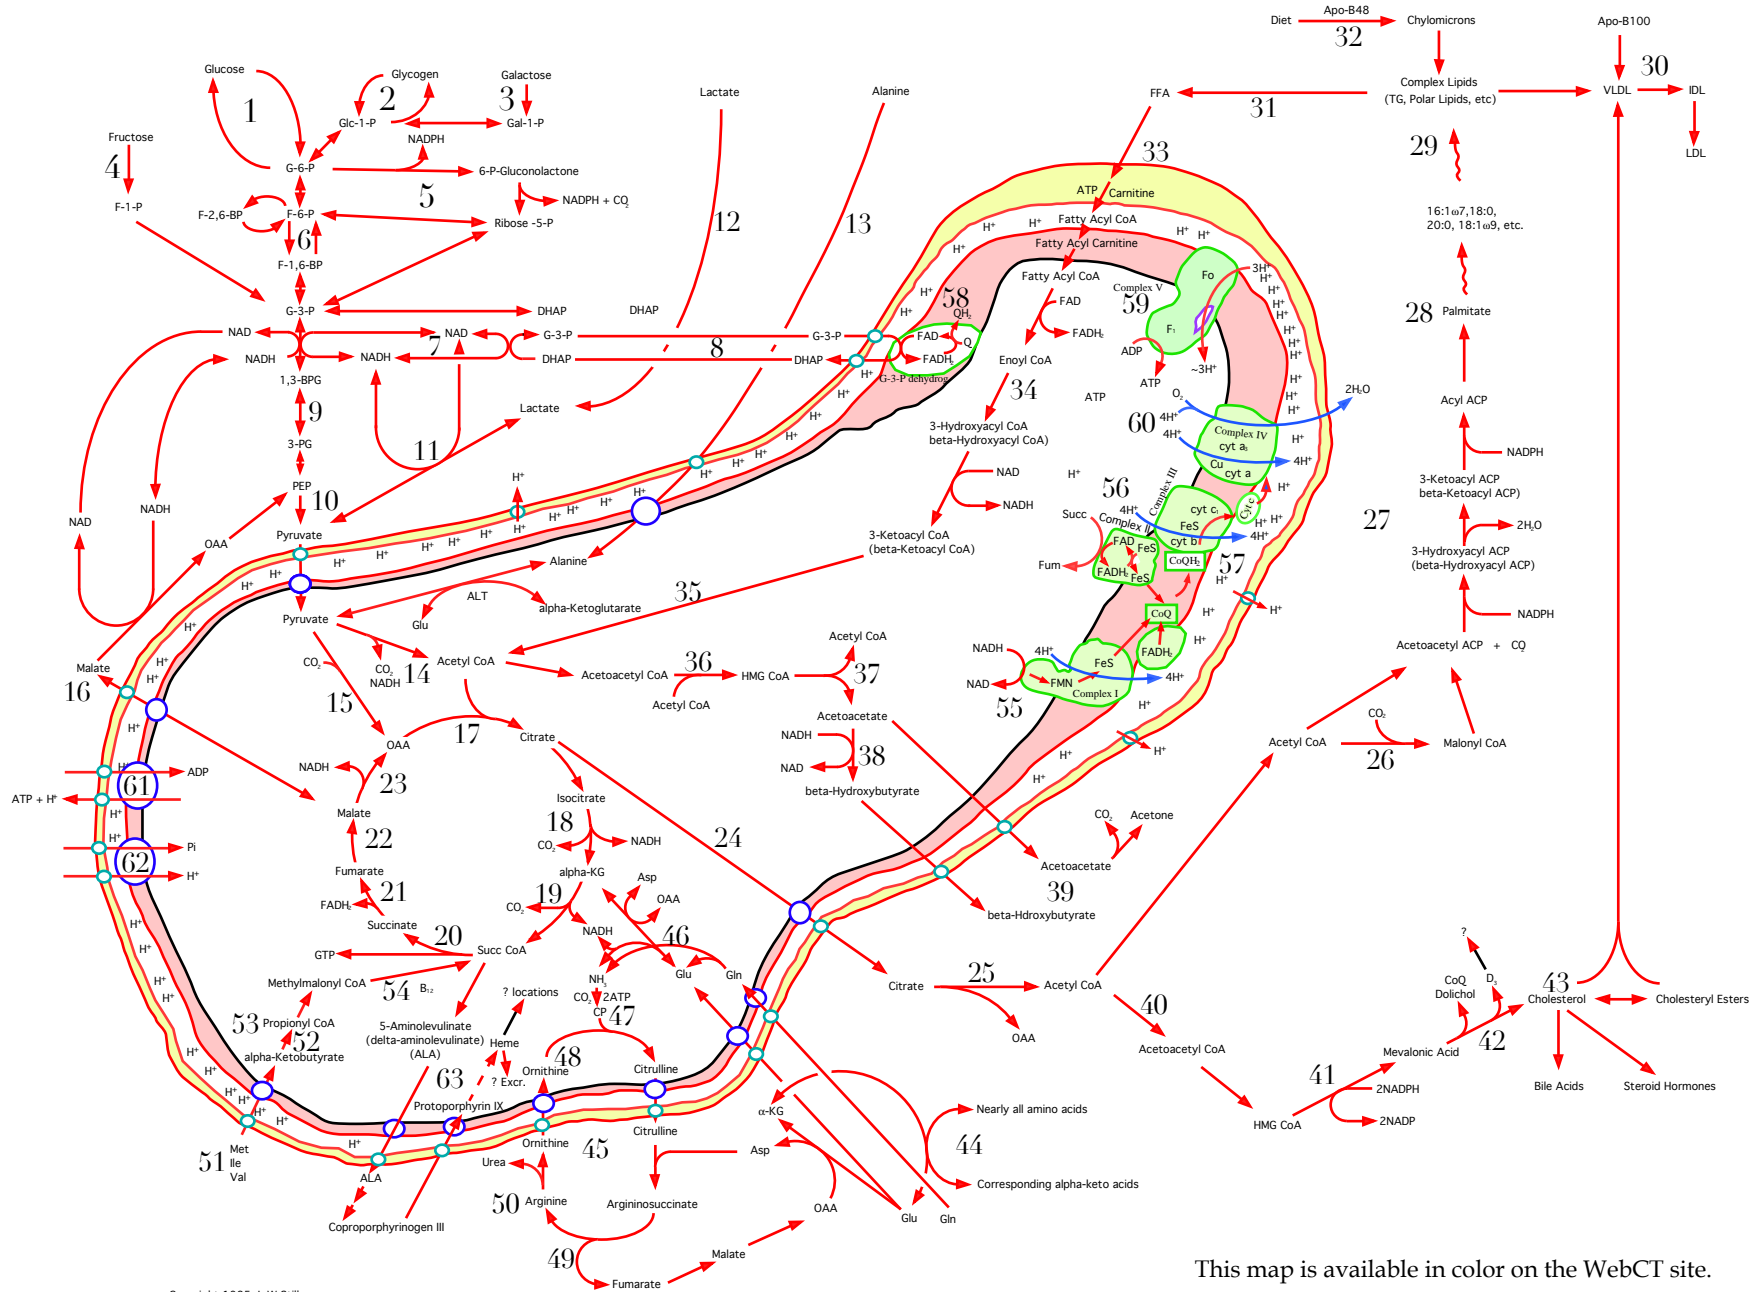 Diet
Apo-B48
32
Chylomicrons
Apo-B100
Complex Lipids
(TG, Polar Lipids, etc)
VLDL
30
IDL
LDL
FFA
31
29
Glucose
1
Glycogen
2
Glc-1-P
Galactose
3
Gal-1-P
Lactate
Alanine
Fructose
4
F-1-P
NADPH
G-6-P
5
6-P-Gluconolactone
NADPH + CO2
Ribose -5-P
F-2,6-BP
F-6-P
6
F-1,6-BP
G-3-P
DHAP
DHAP
12
13
33
ATP
Carnitine
Fatty Acyl CoA
Fatty Acyl Carnitine
Fatty Acyl CoA
FAD
FADH2
Enoyl CoA
34
3-Hydroxyacyl CoA
beta-Hydroxyacyl CoA)
NAD
NADH
3-Ketoacyl CoA
(beta-Ketoacyl CoA)
35
NAD
NADH
NAD
NADH
7
G-3-P
DHAP
8
G-3-P
DHAP
58
QH2
FAD
Q
FADH2
G-3-P dehydrog
1,3-BPG
9
3-PG
PEP
10
Pyruvate
11
Lactate
NAD
NADH
OAA
Fo
3H+
Complex V
59
F1
ADP
ATP
~3H+
ATP
O2
2H2O
60
4H+
4H+
Complex IV
cyt a3
Cu
cyt a
4H+
Complex III
56
4H+
cyt c1
FeS
cyt b
Cyt c
4H+
Succ
Complex II
FAD
FeS
FADH2
FeS
Fum
CoQH2
57
CoQ
FADH2
NADH
4H+
FeS
NAD
FMN
Complex I
4H+
55
16:1ω7,18:0,
20:0, 18:1ω9, etc.
28
Palmitate
Acyl ACP
NADPH
3-Ketoacyl ACP
beta-Ketoacyl ACP)
27
2H2O
3-Hydroxyacyl ACP
(beta-Hydroxyacyl ACP)
NADPH
Acetoacetyl ACP + CO2
Acetyl CoA
CO2
26
Malonyl CoA
Pyruvate
Alanine
ALT
Glu
alpha-Ketoglutarate
CO2
CO2
NADH
14
Acetyl CoA
15
Malate
16
Acetoacetyl CoA
36
HMG CoA
Acetyl CoA
Acetyl CoA
37
Acetoacetate
NADH
NAD
38
beta-Hydroxybutyrate
OAA
17
Citrate
NADH
23
Malate
22
Fumarate
21
FADH2
Succinate
20
GTP
Succ CoA
Isocitrate
18
CO2
NADH
alpha-KG
19
CO2
NADH
24
Asp
OAA
46
Glu
Gln
NH3
CO2 2ATP
CP
47
CO2
Acetone
Acetoacetate
39
beta-Hdroxybutyrate
61
ADP
ATP + H+
62
Pi
H+
Methylmalonyl CoA
54
B12
53
Propionyl CoA
52
alpha-Ketobutyrate
51
Met
Ile
Val
5-Aminolevulinate
(delta-aminolevulinate)
(ALA)
? locations
Heme
? Excr.
63
Protoporphyrin IX
ALA
Coproporphyrinogen III
48
Ornithine
Citrulline
Ornithine
Citrulline
45
Urea
50
Arginine
Argininosuccinate
49
Fumarate
Malate
OAA
Asp
α-KG
44
Nearly all amino acids
Corresponding alpha-keto acids
Glu
Gln
Citrate
25
Acetyl CoA
OAA
40
Acetoacetyl CoA
HMG CoA
41
2NADPH
2NADP
Mevalonic Acid
42
CoQ
Dolichol
D3
?
43
Cholesterol
Cholesteryl Esters
Bile Acids
Steroid Hormones
This map is available in color on the WebCT site.